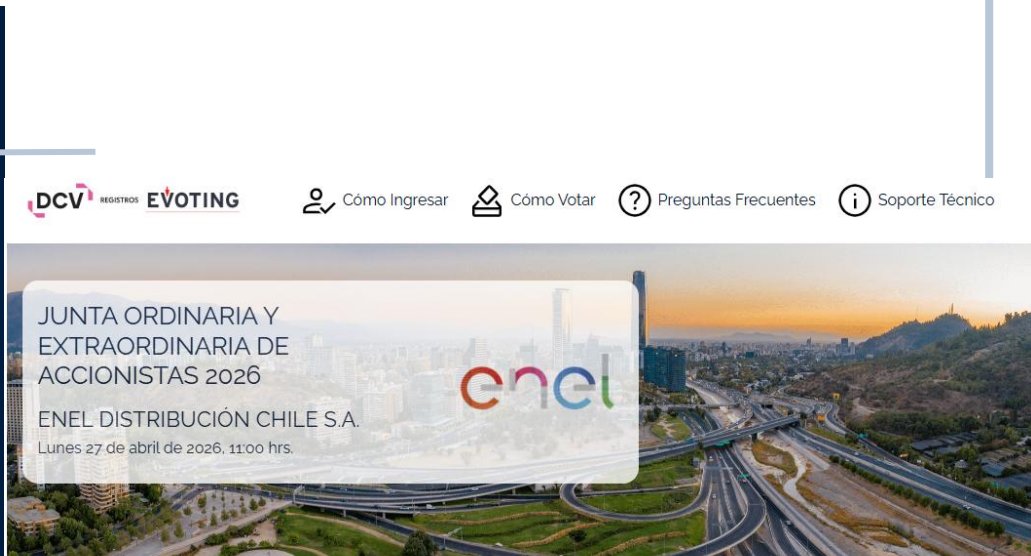 DCV REGISTROS EVOTING
Cómo Ingresar
Cómo Votar
Preguntas Frecuentes
Soporte Técnico
JUNTA ORDINARIA Y
EXTRAORDINARIA DE
ACCIONISTAS 2026
enel
ENEL DISTRIBUCIÓN CHILE S.A.
Lunes 27 de abril de 2026, 11:00 hrs.